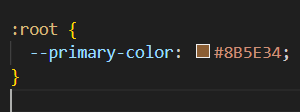 :root {
--primary-color: #8B5E34;
}